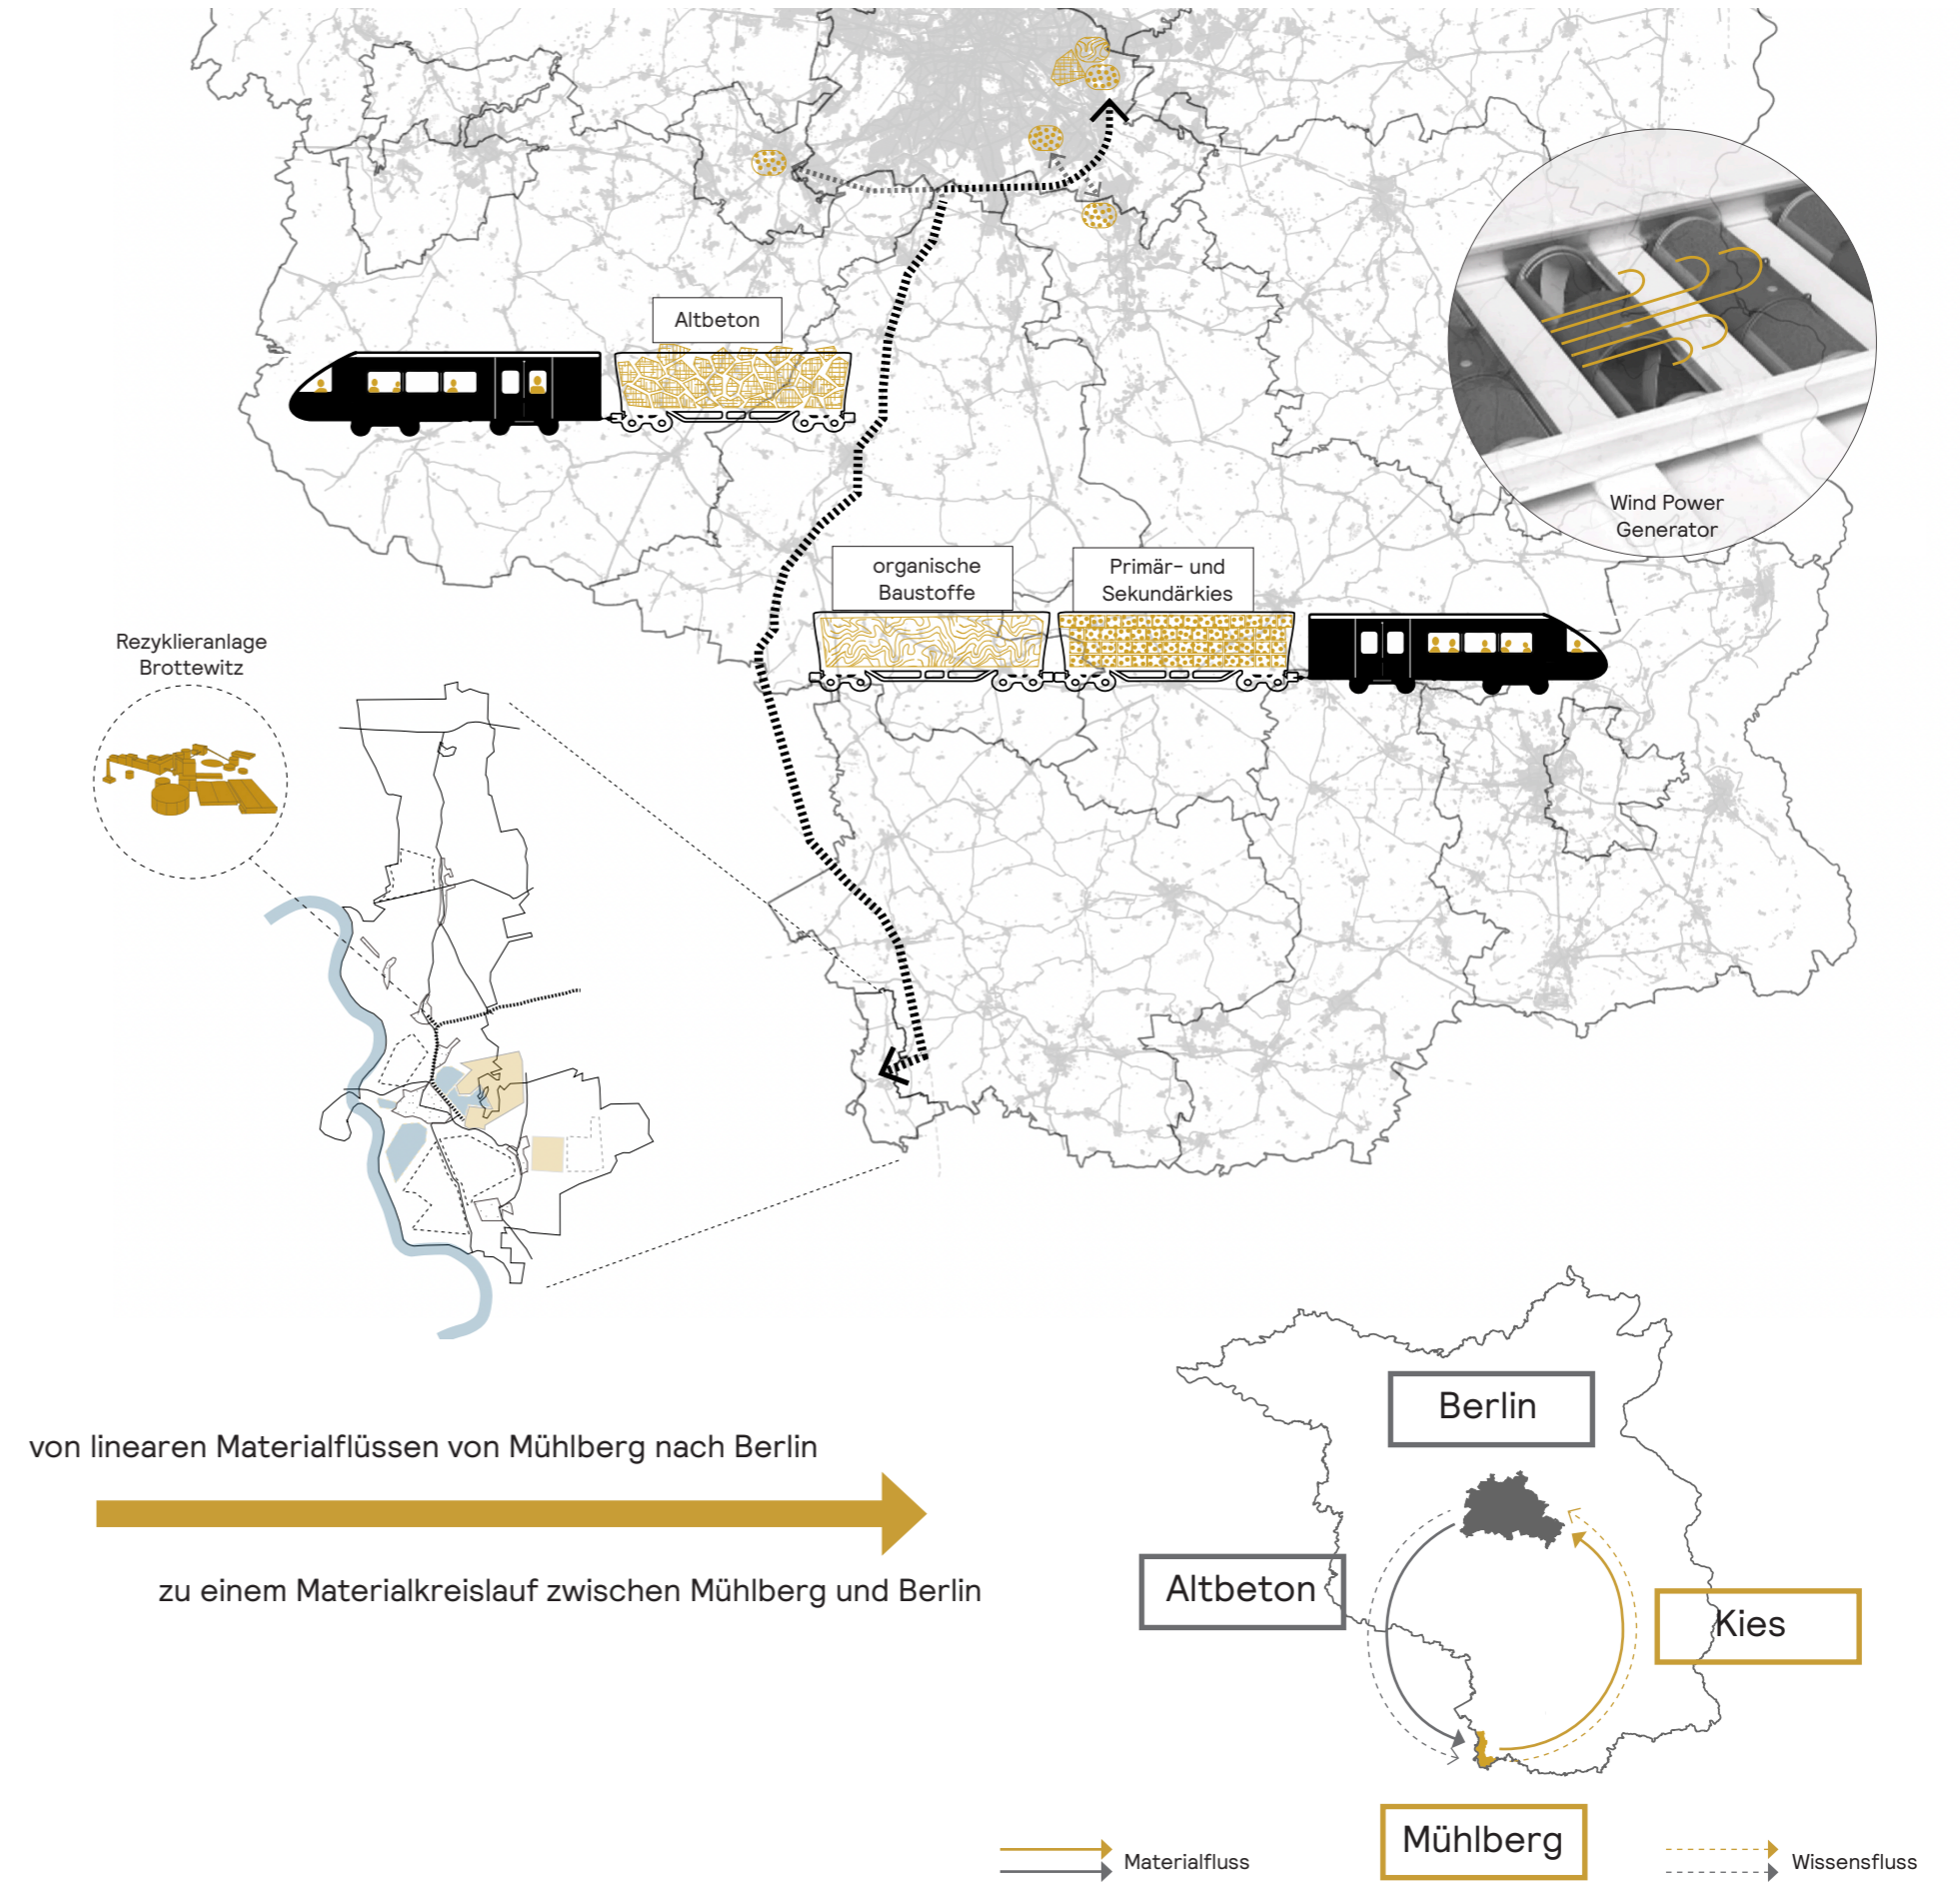 Altbeton
Wind Power
Generator
organische
Baustoffe
Primär- und
Sekundärkies
Rezyklieranlage
Brottewitz
von linearen Materialflüssen von Mühlberg nach Berlin
zu einem Materialkreislauf zwischen Mühlberg und Berlin
Berlin
Altbeton
Kies
Mühlberg
Materialfluss
Wissensfluss